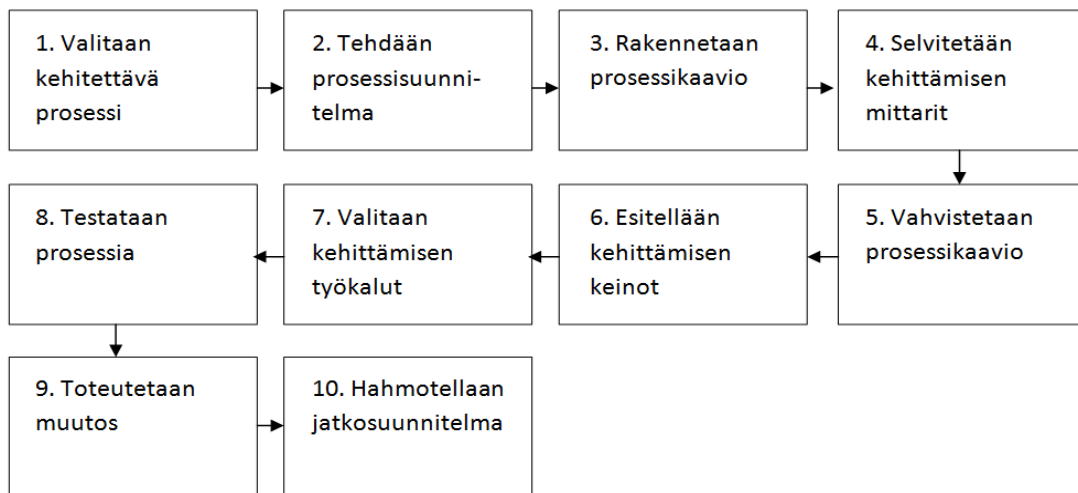 1. Valitaan
kehitettävä
prosessi
2. Tehdään
prosessisuunni-
telma
3. Rakennetaan
prosessikaavio
4. Selvitetään
kehittämisen
mittarit
5. Vahvistetaan
prosessikaavio
6. Esitellään
kehittämisen
keinot
7. Valitaan
kehittämisen
työkalut
8. Testataan
prosessia
9. Toteutetaan
muutos
10. Hahmotellaan
jatkosuunnitelma